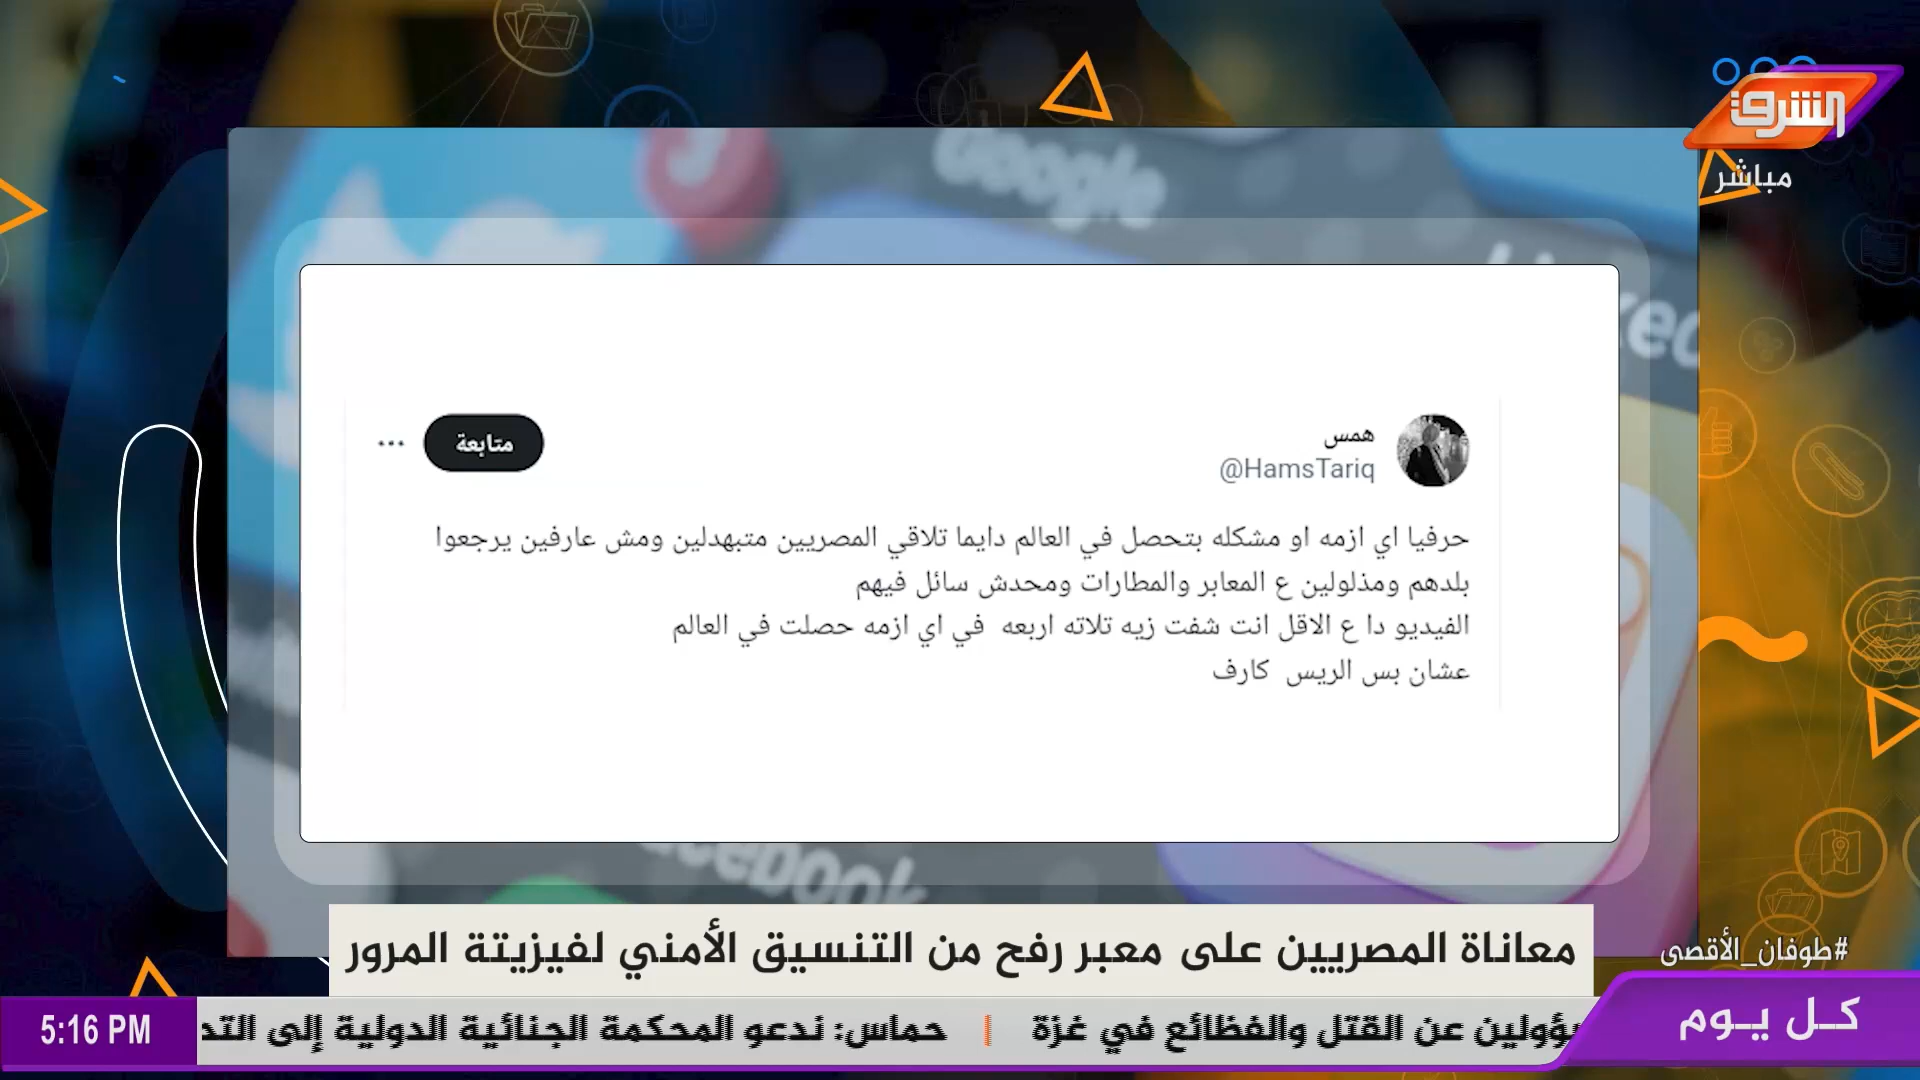 الشرق
مباشر
Google
همس
@HamsTariq
متابعة
حرفيا اي ازمه او مشكله بتحصل في العالم دايما تلاقي المصريين متبهدلين ومش عارفين يرجعوا
بلدهم ومذلولين ع المعابر والمطارات ومحدش سائل فيهم
الفيديو دا ع الاقل انت شفت زيه تلاته اربعه في اي ازمه حصلت في العالم
عشان بس الريس كارف
معاناة المصريين على معبر رفح من التنسيق الأمني لفيزيتة المرور
#طوفان_الأقصى
كل يوم
ؤولين عن القتل والفظائع في غزة | حماس: ندعو المحكمة الجنائية الدولية إلى التد
5:16 PM